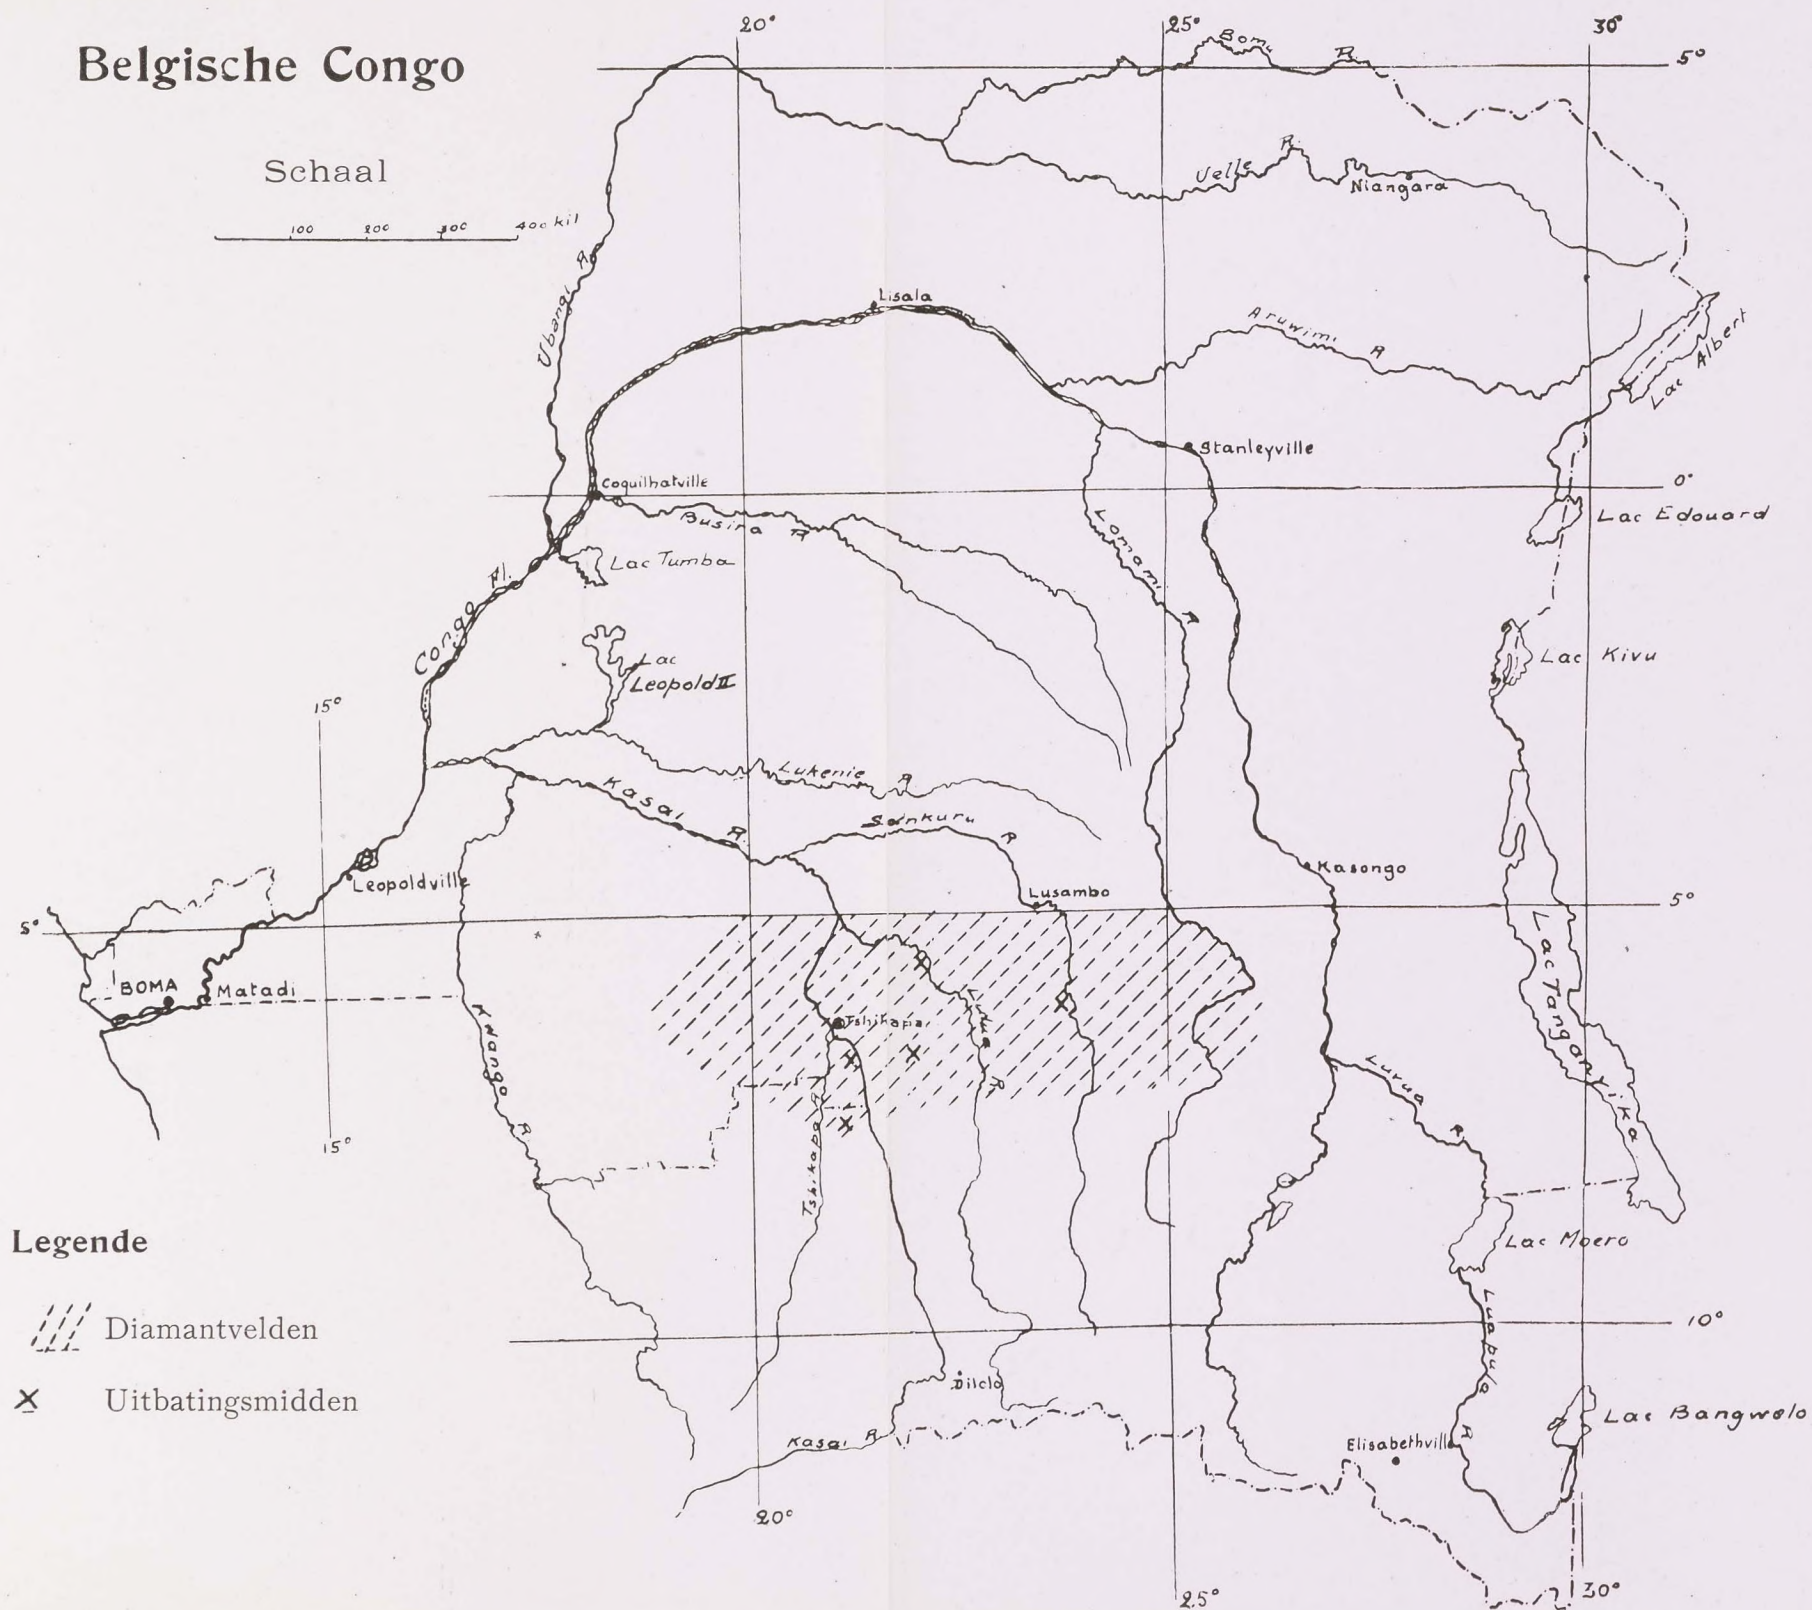 Belgische Congo
Schaal
100 200 300 400 kil
20°
25°
30°
5°
Bomu R.
Uelle R.
Niangara
Ubangi R.
Lisala
Aruwimi R
Lac Albert
Stanleyville
Coquilhatville
0°
Busira R
Lomami R
Lac Edouard
Lac Tumba
Congo Fl.
Lac
Leopold II
Lac Kivu
15°
Lukenie R
Kasai R
Sankuru R
Kasongo
Leopoldville
Lusambo
5°
5°
Lac Tanganyika
BOMA
Matadi
Kwango R
Tshikapa
Lulua R
Luvua R
15°
Tshikapa R
Lac Moero
Legende
Diamantvelden
Uitbatingsmidden
Luapula R
10°
Dilolo
Kasai R
Lac Bangwelo
Elisabethville
20°
25°
30°